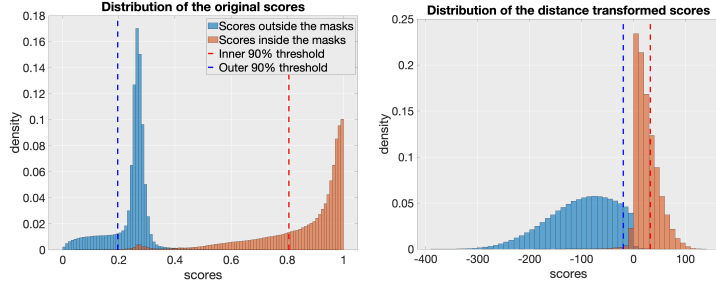 Distribution of the original scores
0.18
0.16
0.14
0.12
0.1
0.08
0.06
0.04
0.02
0
density
Scores outside the masks
Scores inside the masks
Inner 90% threshold
Outer 90% threshold
0 0.2 0.4 0.6 0.8 1
scores
Distribution of the distance transformed scores
0.25
0.2
0.15
0.1
0.05
0
density
-400 -300 -200 -100 0 100
scores